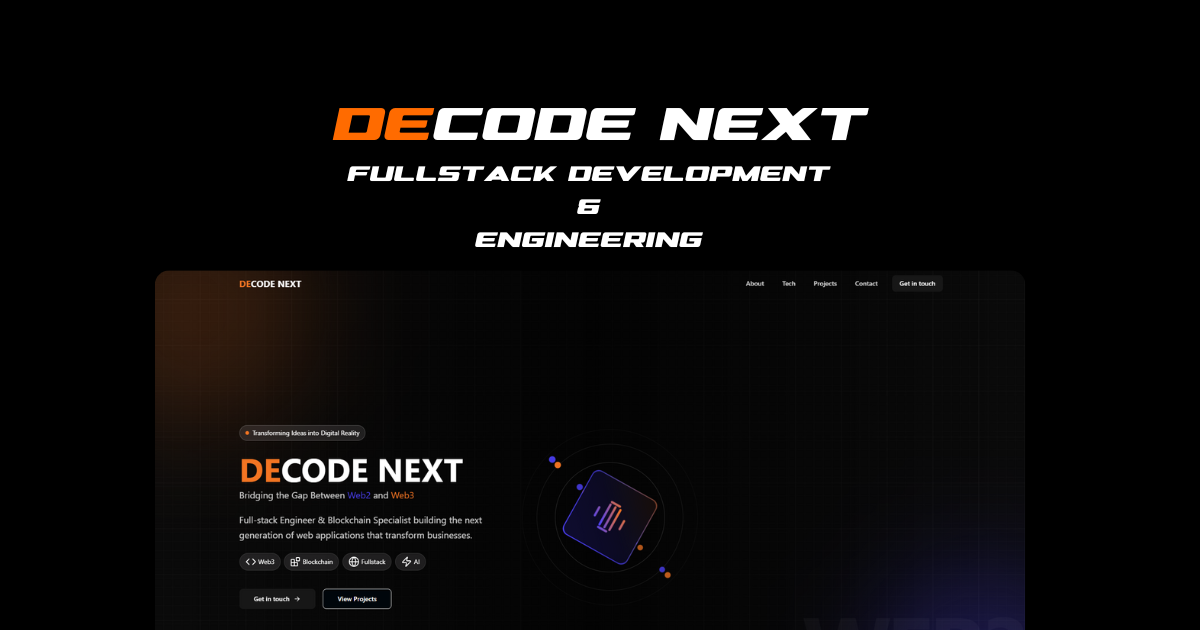 DECODE NEXT
FULLSTACK DEVELOPMENT
&
ENGINEERING
DECODE NEXT
About Tech Projects Contact Get in touch
Transforming Ideas into Digital Reality
DECODE NEXT
Bridging the Gap Between Web2 and Web3
Full-stack Engineer & Blockchain Specialist building the next
generation of web applications that transform businesses.
Web3 Blockchain Fullstack AI
Get in touch → View Projects